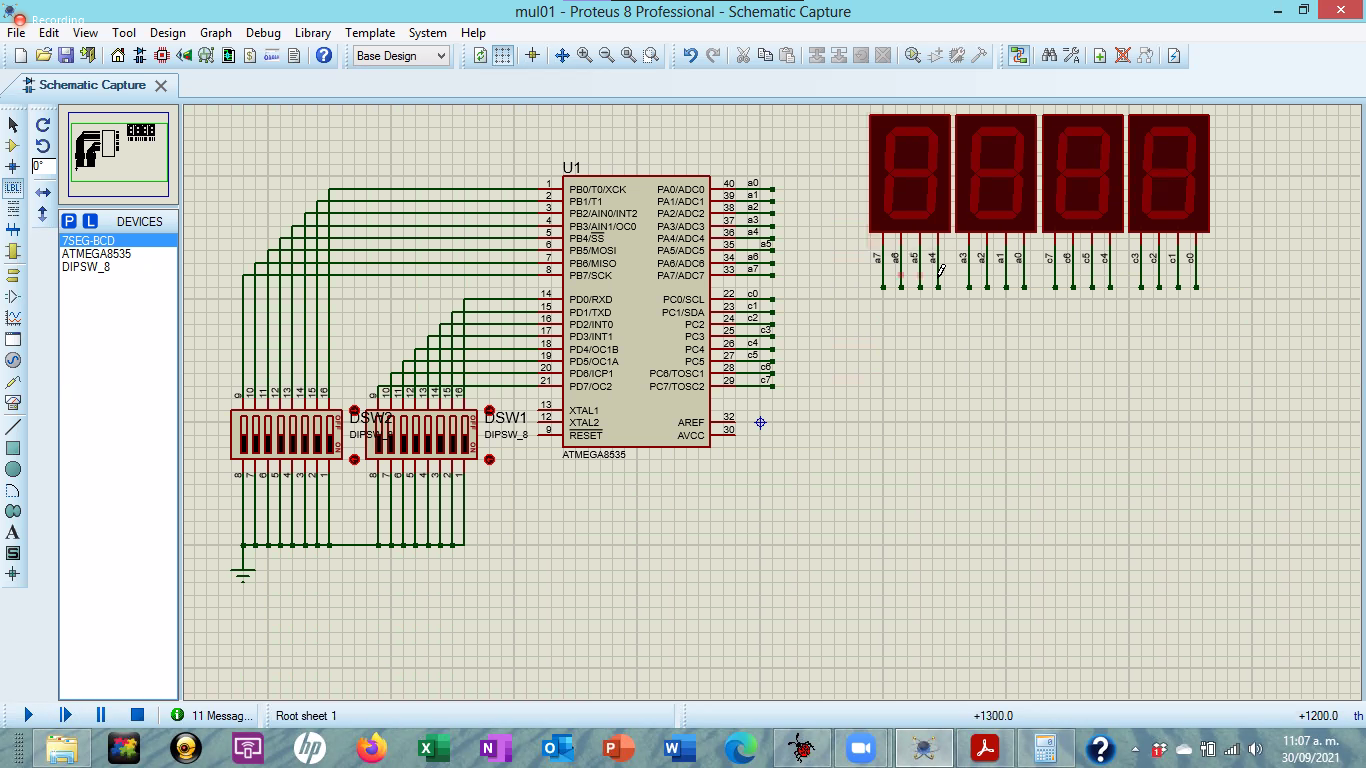 Recording
mul01 - Proteus 8 Professional - Schematic Capture
File Edit View Tool Design Graph Debug Library Template System Help
Base Design
Schematic Capture
0°
LBL
P L DEVICES
7SEG-BCD
ATMEGA8535
DIPSW_8
A
S
U1
1 PB0/T0/XCK PA0/ADC0 40 a0
2 PB1/T1 PA1/ADC1 39 a1
3 PB2/AIN0/INT2 PA2/ADC2 38 a2
4 PB3/AIN1/OC0 PA3/ADC3 37 a3
5 PB4/SS PA4/ADC4 36 a4
6 PB5/MOSI PA5/ADC5 35 a5
7 PB6/MISO PA6/ADC6 34 a6
8 PB7/SCK PA7/ADC7 33 a7
14 PD0/RXD PC0/SCL 22 c0
15 PD1/TXD PC1/SDA 23 c1
16 PD2/INT0 PC2 24 c2
17 PD3/INT1 PC3 25 c3
18 PD4/OC1B PC4 26 c4
19 PD5/OC1A PC5 27 c5
20 PD6/ICP1 PC6/TOSC1 28 c6
21 PD7/OC2 PC7/TOSC2 29 c7
13 XTAL1
12 XTAL2 AREF 32
9 RESET AVCC 30
ATMEGA8535
a7 a6 a5 a4 a3 a2 a1 a0 c7 c6 c5 c4 c3 c2 c1 c0
9 10 11 12 13 14 15 16 9 10 11 12 13 14 15 16
OFF ON DSW2 OFF ON DSW1
DIPSW_8 DIPSW_8
8 7 6 5 4 3 2 1 8 7 6 5 4 3 2 1
11 Messag... Root sheet 1 +1300.0 +1200.0 th
11:07 a. m.
30/09/2021